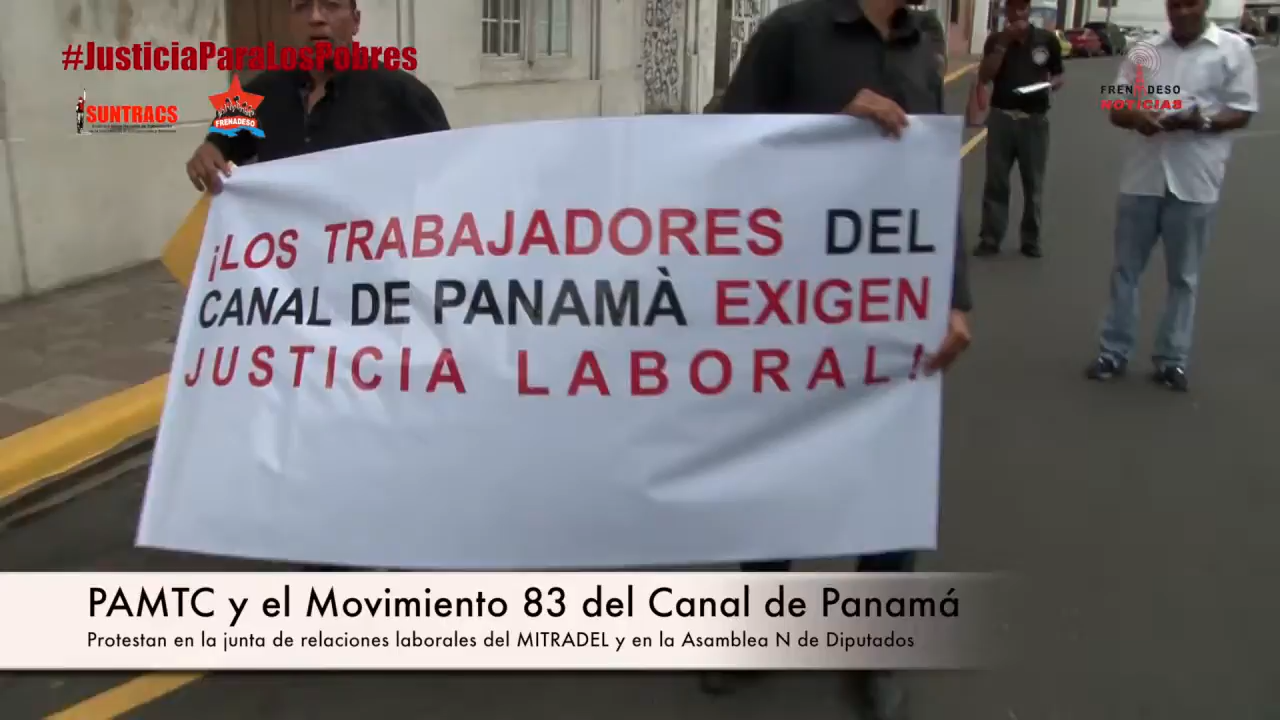 #JusticiaParaLosPobres
SUNTRACS
FRENADESO
FRENADESO
NOTICIAS
¡LOS TRABAJADORES DEL
CANAL DE PANAMÀ EXIGEN
JUSTICIA LABORAL!
PAMTC y el Movimiento 83 del Canal de Panamá
Protestan en la junta de relaciones laborales del MITRADEL y en la Asamblea N de Diputados